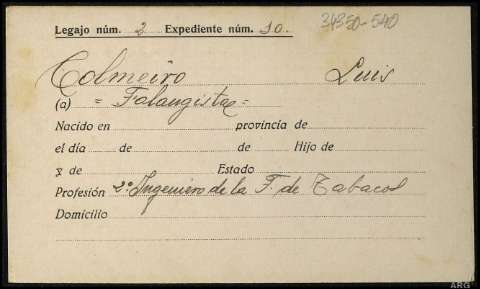 Legajo núm. 2 Expediente núm. 10.
34350-540
Colmeiro Luis
(a) = Falangista =
Nacido en provincia de
el día de de Hijo de
y de Estado
Profesión 2º Ingeniero de la F. de Tabacos
Domicilio
ARG